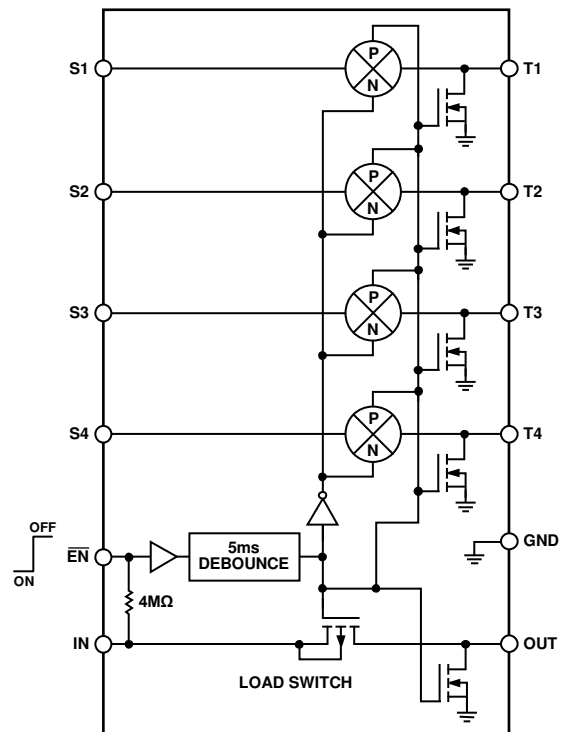 S1 P N T1
S2 P N T2
S3 P N T3
S4 P N T4
OFF
ON
EN
5ms
DEBOUNCE
GND
4MΩ
IN
OUT
LOAD SWITCH